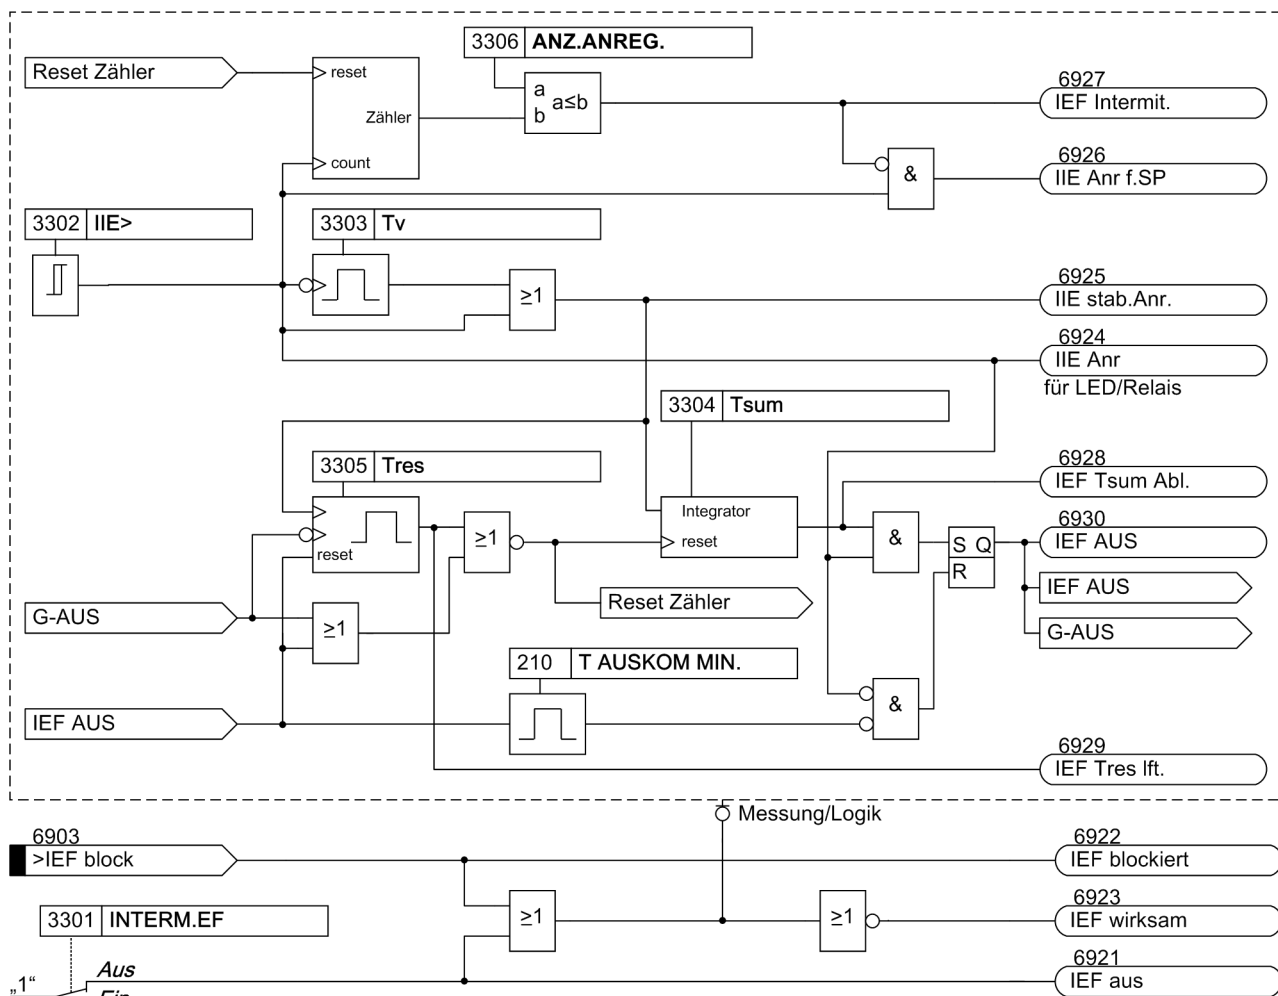 3306 ANZ.ANREG.
Reset Zähler
reset
Zähler
count
a
b
a≤b
6927
IEF Intermit.
6926
IIE Anr f.SP
&
3302 IIE>
3303 Tv
≥1
6925
IIE stab.Anr.
6924
IIE Anr
für LED/Relais
3304 Tsum
3305 Tres
reset
≥1
Integrator
reset
6928
IEF Tsum Abl.
&
S Q
R
6930
IEF AUS
IEF AUS
G-AUS
Reset Zähler
G-AUS
≥1
210 T AUSKOM MIN.
IEF AUS
&
6929
IEF Tres lft.
Messung/Logik
6903
>IEF block
6922
IEF blockiert
≥1
≥1
6923
IEF wirksam
3301 INTERM.EF
6921
IEF aus
Aus
„1“
Ein